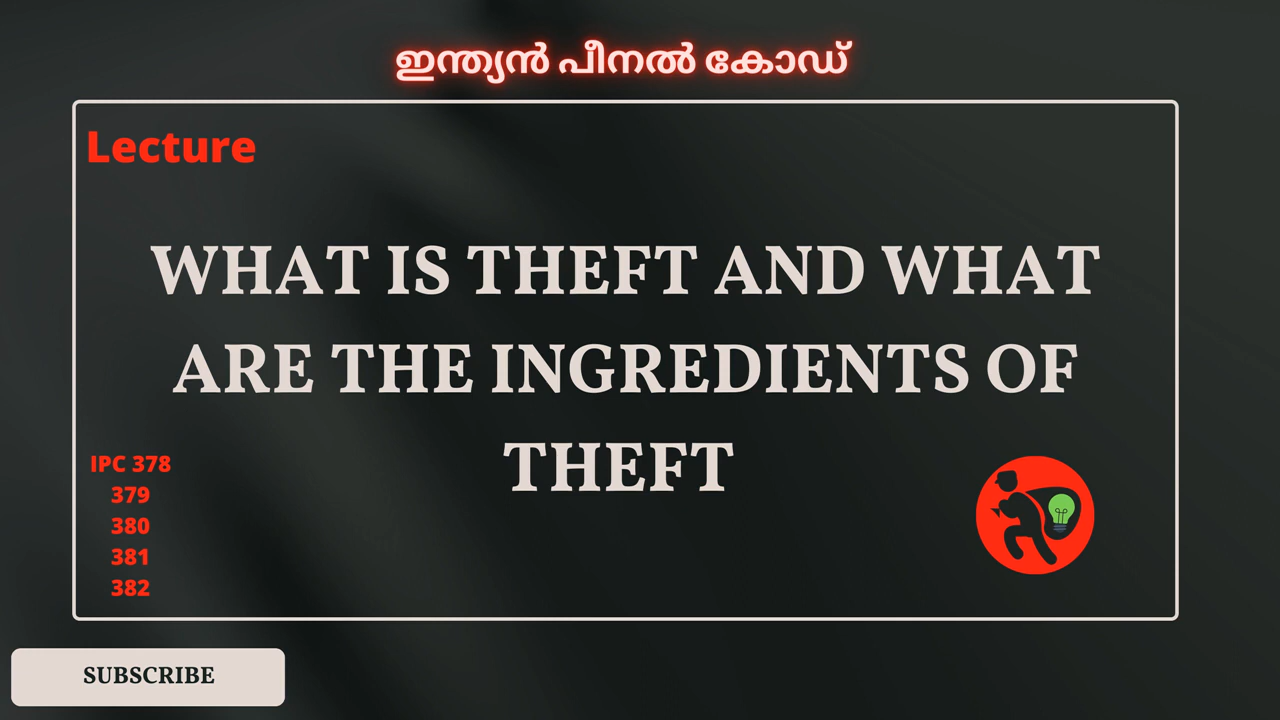 ഇന്ത്യൻ പീനൽ കോഡ്
Lecture
WHAT IS THEFT AND WHAT
ARE THE INGREDIENTS OF
THEFT
IPC 378
379
380
381
382
SUBSCRIBE